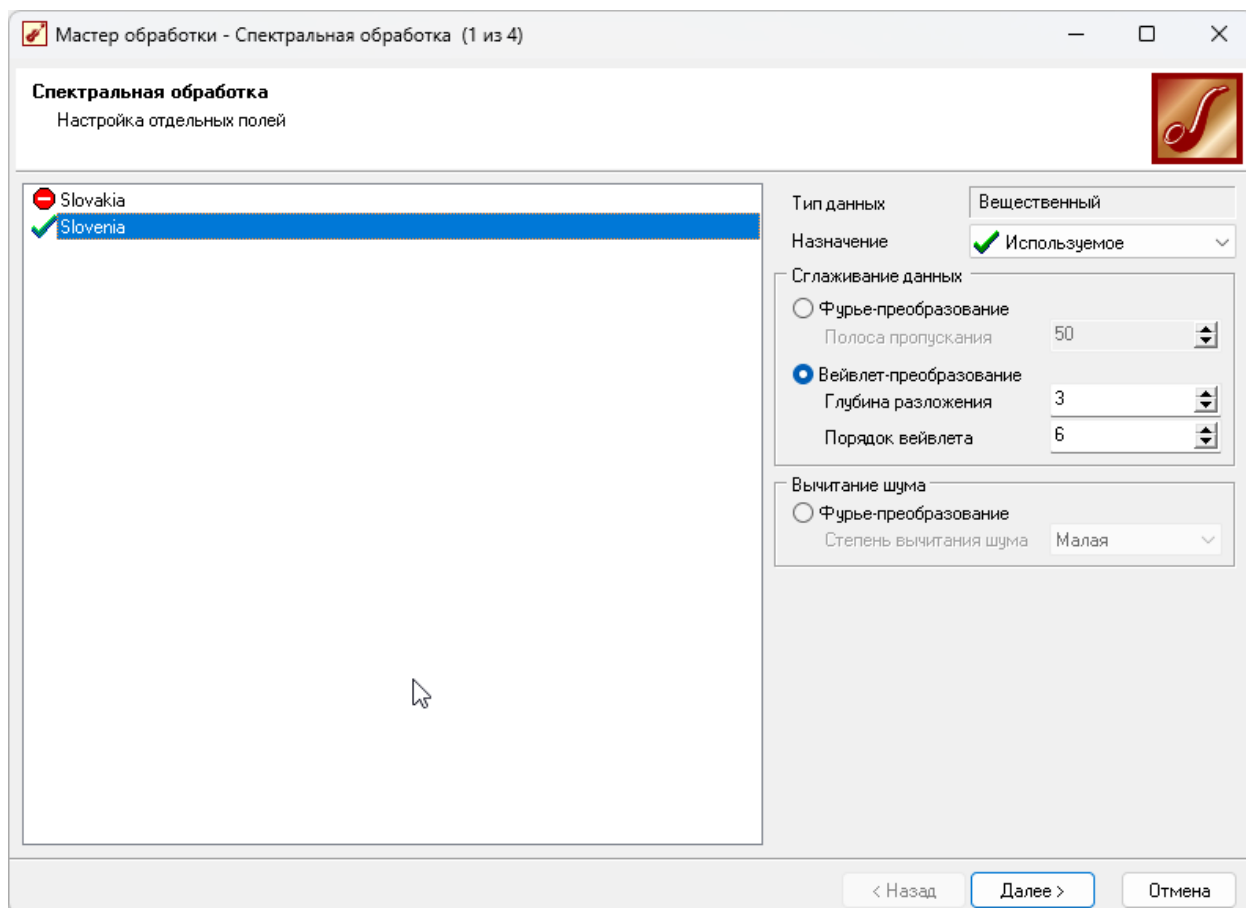 Мастер обработки - Спектральная обработка (1 из 4)
Спектральная обработка
Настройка отдельных полей
Slovakia
Slovenia
Тип данных Вещественный
Назначение Используемое
Сглаживание данных
Фурье-преобразование
Полоса пропускания 50
Вейвлет-преобразование
Глубина разложения 3
Порядок вейвлета 6
Вычитание шума
Фурье-преобразование
Степень вычитания шума Малая
< Назад Далее > Отмена